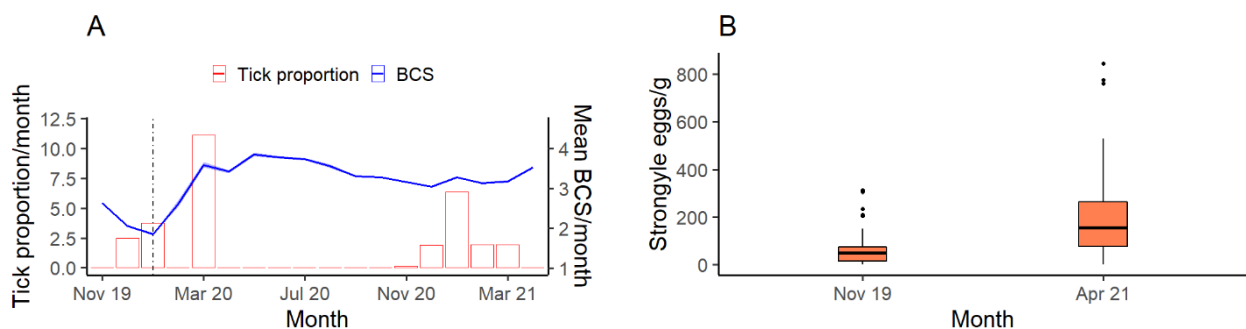 A
Tick proportion BCS
Tick proportion/month
12.5
10.0
7.5
5.0
2.5
0.0
Mean BCS/month
4
3
2
1
Nov 19 Mar 20 Jul 20 Nov 20 Mar 21
Month
B
Strongyle eggs/g
800
600
400
200
0
Nov 19 Apr 21
Month